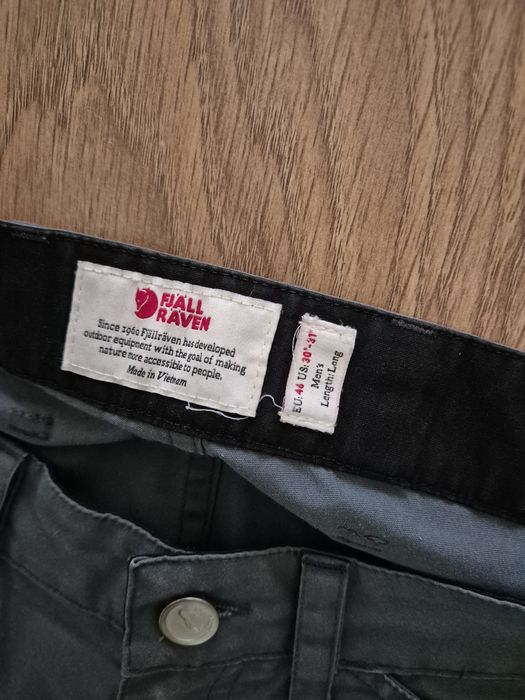 FJÄLL
RÄVEN
Since 1960 Fjällräven has developed
outdoor equipment with the goal of making
nature more accessible to people.
Made in Vietnam
EU:46 US:30"-31"
Men's
Length:Long